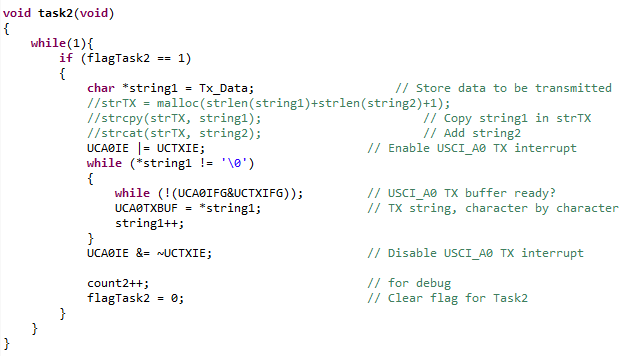 void task2(void)
{
    while(1){
        if (flagTask2 == 1)
        {
            char *string1 = Tx_Data;                    // Store data to be transmitted
            //strTX = malloc(strlen(string1)+strlen(string2)+1);
            //strcpy(strTX, string1);                       // Copy string1 in strTX
            //strcat(strTX, string2);                       // Add string2
            UCA0IE |= UCTXIE;                       // Enable USCI_A0 TX interrupt
            while (*string1 != '\0')
            {
                while (!(UCA0IFG&UCTXIFG));         // USCI_A0 TX buffer ready?
                UCA0TXBUF = *string1;               // TX string, character by character
                string1++;
            }
            UCA0IE &= ~UCTXIE;                      // Disable USCI_A0 TX interrupt

            count2++;                               // for debug
            flagTask2 = 0;                          // Clear flag for Task2
        }
    }
}